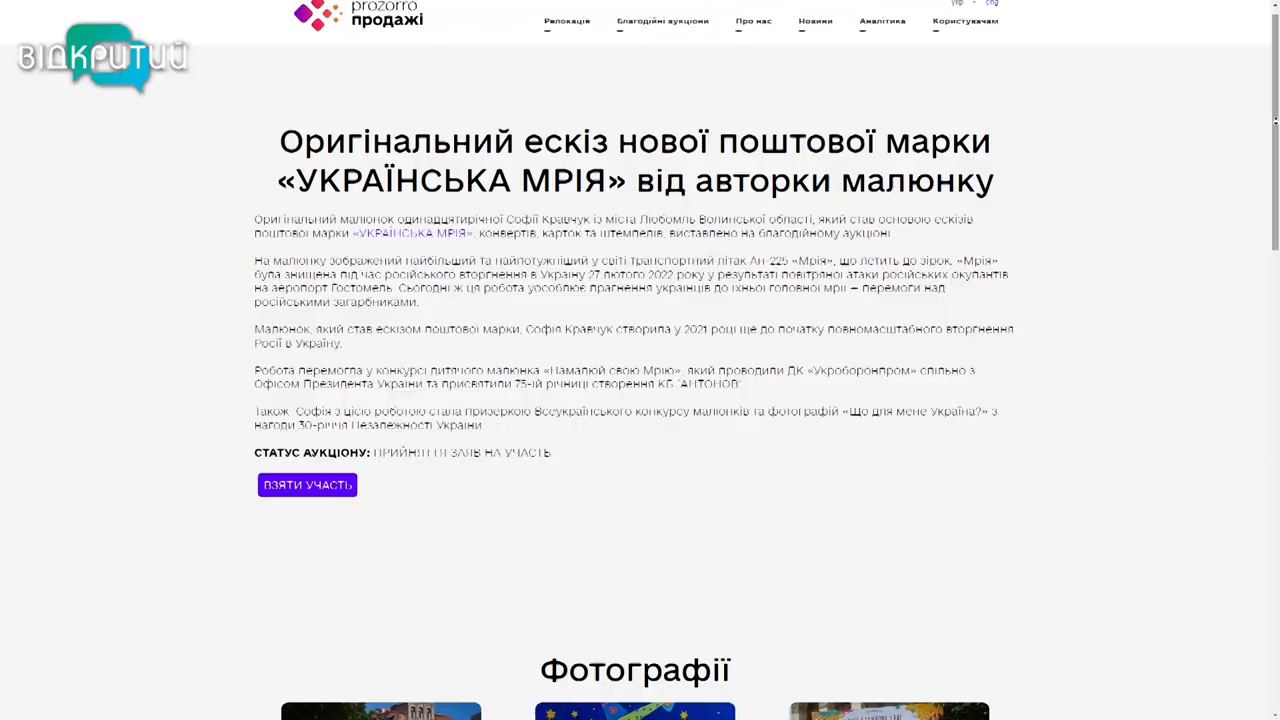 prozorro
продажі
укр - eng
Релокація Благодійні аукціони Про нас Новини Аналітика Користувачам
ВІДКРИТИЙ
Оригінальний ескіз нової поштової марки
«УКРАЇНСЬКА МРІЯ» від авторки малюнку
Оригінальний малюнок одинадцятирічної Софії Кравчук із міста Любомль Волинської області, який став основою ескізів
поштової марки «УКРАЇНСЬКА МРІЯ», конвертів, карток та штемпелів, виставлено на благодійному аукціоні.
На малюнку зображений найбільший та найпотужніший у світі транспортний літак Ан-225 «Мрія», що летить до зірок. «Мрія»
була знищена під час російського вторгнення в Україну 27 лютого 2022 року у результаті повітряної атаки російських окупантів
на аеропорт Гостомель. Сьогодні ж ця робота уособлює прагнення українців до їхньої головної мрії – перемоги над
російськими загарбниками.
Малюнок, який став ескізом поштової марки, Софія Кравчук створила у 2021 році ще до початку повномасштабного вторгнення
Росії в Україну.
Робота перемогла у конкурсі дитячого малюнка «Намалюй свою Мрію», який проводили ДК «Укроборонпром» спільно з
Офісом Президента України та присвятили 75-ій річниці створення КБ "АНТОНОВ".
Також Софія з цією роботою стала призеркою Всеукраїнського конкурсу малюнків та фотографій «Що для мене Україна?» з
нагоди 30-річчя Незалежності України
СТАТУС АУКЦІОНУ: ПРИЙНЯТТЯ ЗАЯВ НА УЧАСТЬ
ВЗЯТИ УЧАСТЬ
Фотографії